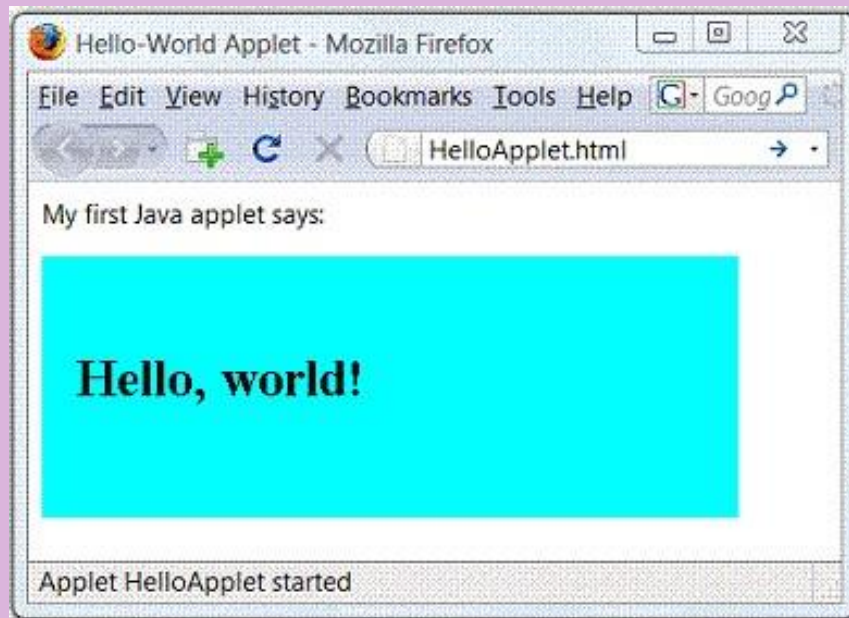 Hello-World Applet - Mozilla Firefox
File Edit View History Bookmarks Tools Help G Goog
HelloApplet.html
My first Java applet says:
Hello, world!
Applet HelloApplet started